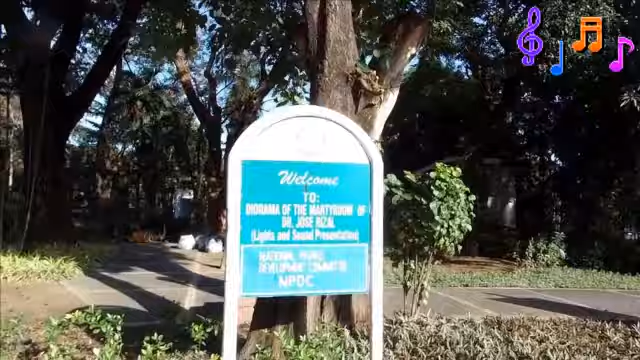 Welcome
TO:
DIORAMA OF THE MARTYRDOM OF
DR. JOSE RIZAL
(Lights and Sound Presentation)
NATIONAL PARKS
DEVELOPMENT COMMITTEE
NPDC